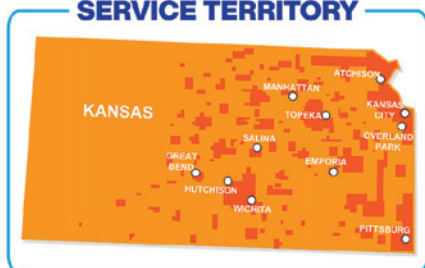 SERVICE TERRITORY
ATCHISON
MANHATTAN
KANSAS
KANSAS
CITY
TOPEKA
OVERLAND
PARK
SALINA
GREAT
BEND
EMPORIA
HUTCHISON
WICHITA
PITTSBURG